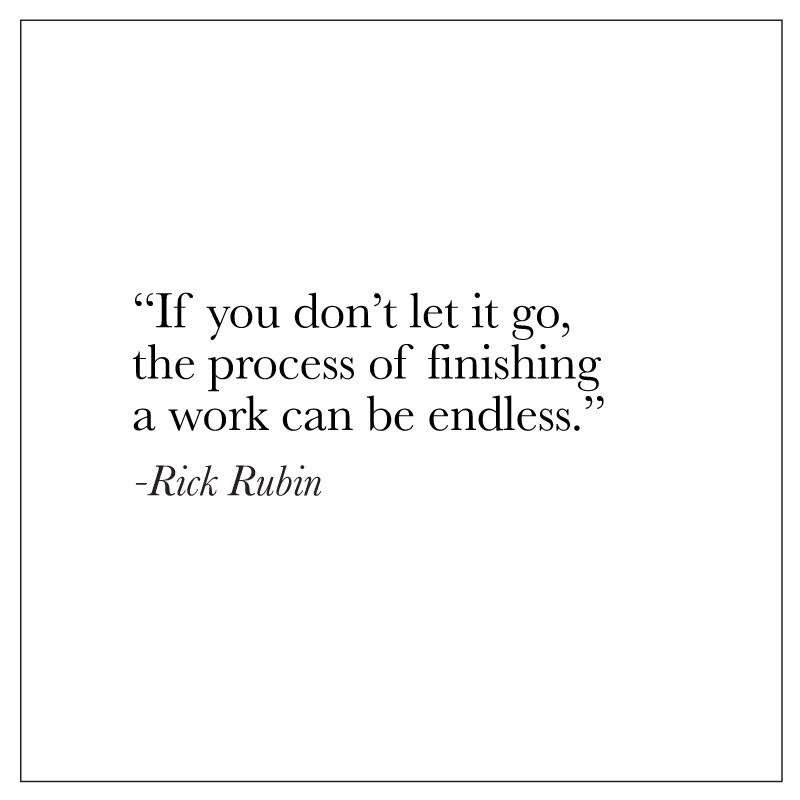 “If you don’t let it go,
the process of finishing
a work can be endless.”
-Rick Rubin